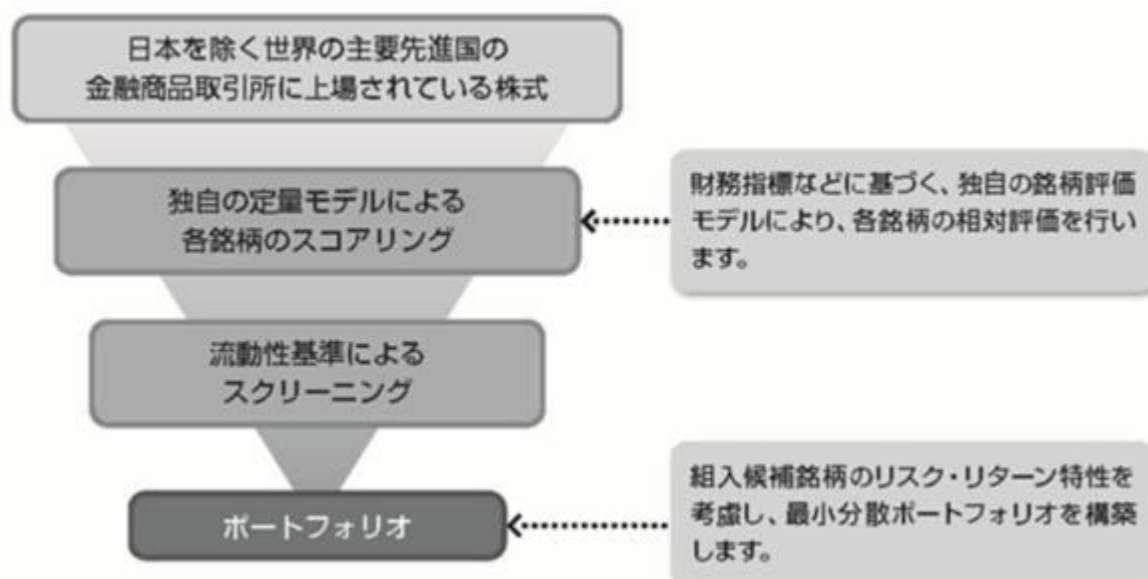 日本を除く世界の主要先進国の
金融商品取引所に上場されている株式
独自の定量モデルによる
各銘柄のスコアリング
財務指標などに基づく、独自の銘柄評価
モデルにより、各銘柄の相対評価を行い
ます。
流動性基準による
スクリーニング
ポートフォリオ
組入候補銘柄のリスク・リターン特性を
考慮し、最小分散ポートフォリオを構築
します。